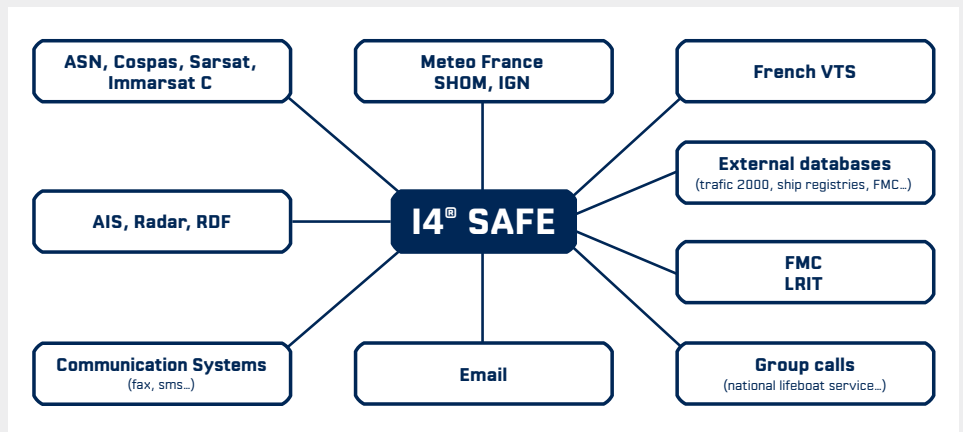 ASN, Cospas, Sarsat,
Immarsat C
Meteo France
SHOM, IGN
French VTS
External databases
(trafic 2000, ship registries, FMC...)
AIS, Radar, RDF
I4® SAFE
FMC
LRIT
Communication Systems
(fax, sms...)
Email
Group calls
(national lifeboat service...)